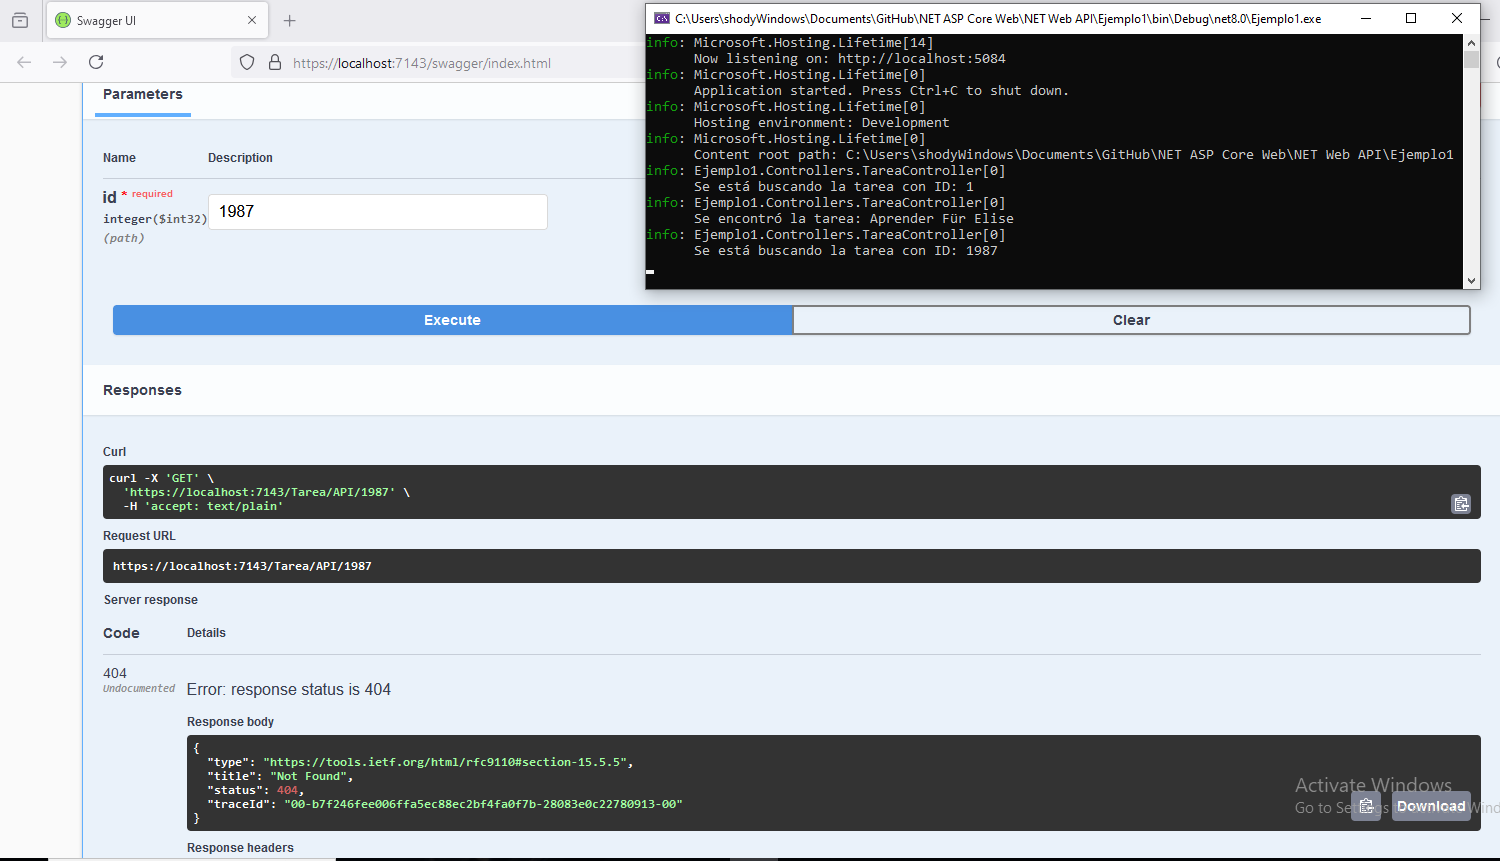 Swagger UI
https://localhost:7143/swagger/index.html
C:\Users\shodyWindows\Documents\GitHub\NET ASP Core Web\NET Web API\Ejemplo1\bin\Debug\net8.0\Ejemplo1.exe
info: Microsoft.Hosting.Lifetime[14]
Now listening on: http://localhost:5084
info: Microsoft.Hosting.Lifetime[0]
Application started. Press Ctrl+C to shut down.
info: Microsoft.Hosting.Lifetime[0]
Hosting environment: Development
info: Microsoft.Hosting.Lifetime[0]
Content root path: C:\Users\shodyWindows\Documents\GitHub\NET ASP Core Web\NET Web API\Ejemplo1
info: Ejemplo1.Controllers.TareaController[0]
Se está buscando la tarea con ID: 1
info: Ejemplo1.Controllers.TareaController[0]
Se encontró la tarea: Aprender Für Elise
info: Ejemplo1.Controllers.TareaController[0]
Se está buscando la tarea con ID: 1987
Parameters
Name Description
id * required
integer($int32)
(path)
1987
Execute Clear
Responses
Curl
curl -X 'GET' \
'https://localhost:7143/Tarea/API/1987' \
-H 'accept: text/plain'
Request URL
https://localhost:7143/Tarea/API/1987
Server response
Code Details
404
Undocumented
Error: response status is 404
Response body
{
"type": "https://tools.ietf.org/html/rfc9110#section-15.5.5",
"title": "Not Found",
"status": 404,
"traceId": "00-b7f246fee006ffa5ec88ec2bf4fa0f7b-28083e0c22780913-00"
}
Activate Windows
Go to
Download
Response headers